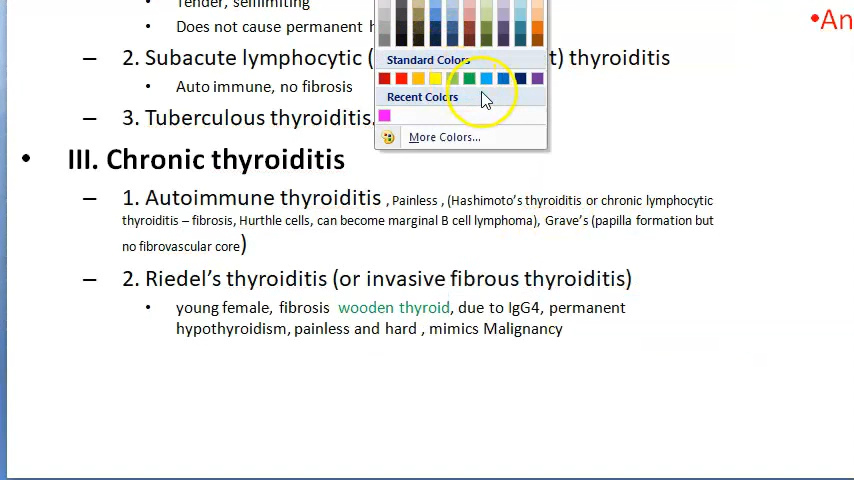 Tender, selflimiting
Does not cause permanent h
•An
– 2. Subacute lymphocytic ( t) thyroiditis
• Auto immune, no fibrosis
– 3. Tuberculous thyroiditis.
Standard Colors
Recent Colors
More Colors...
• III. Chronic thyroiditis
– 1. Autoimmune thyroiditis , Painless , (Hashimoto's thyroiditis or chronic lymphocytic
thyroiditis – fibrosis, Hurthle cells, can become marginal B cell lymphoma), Grave's (papilla formation but
no fibrovascular core)
– 2. Riedel's thyroiditis (or invasive fibrous thyroiditis)
• young female, fibrosis wooden thyroid, due to IgG4, permanent
hypothyroidism, painless and hard , mimics Malignancy